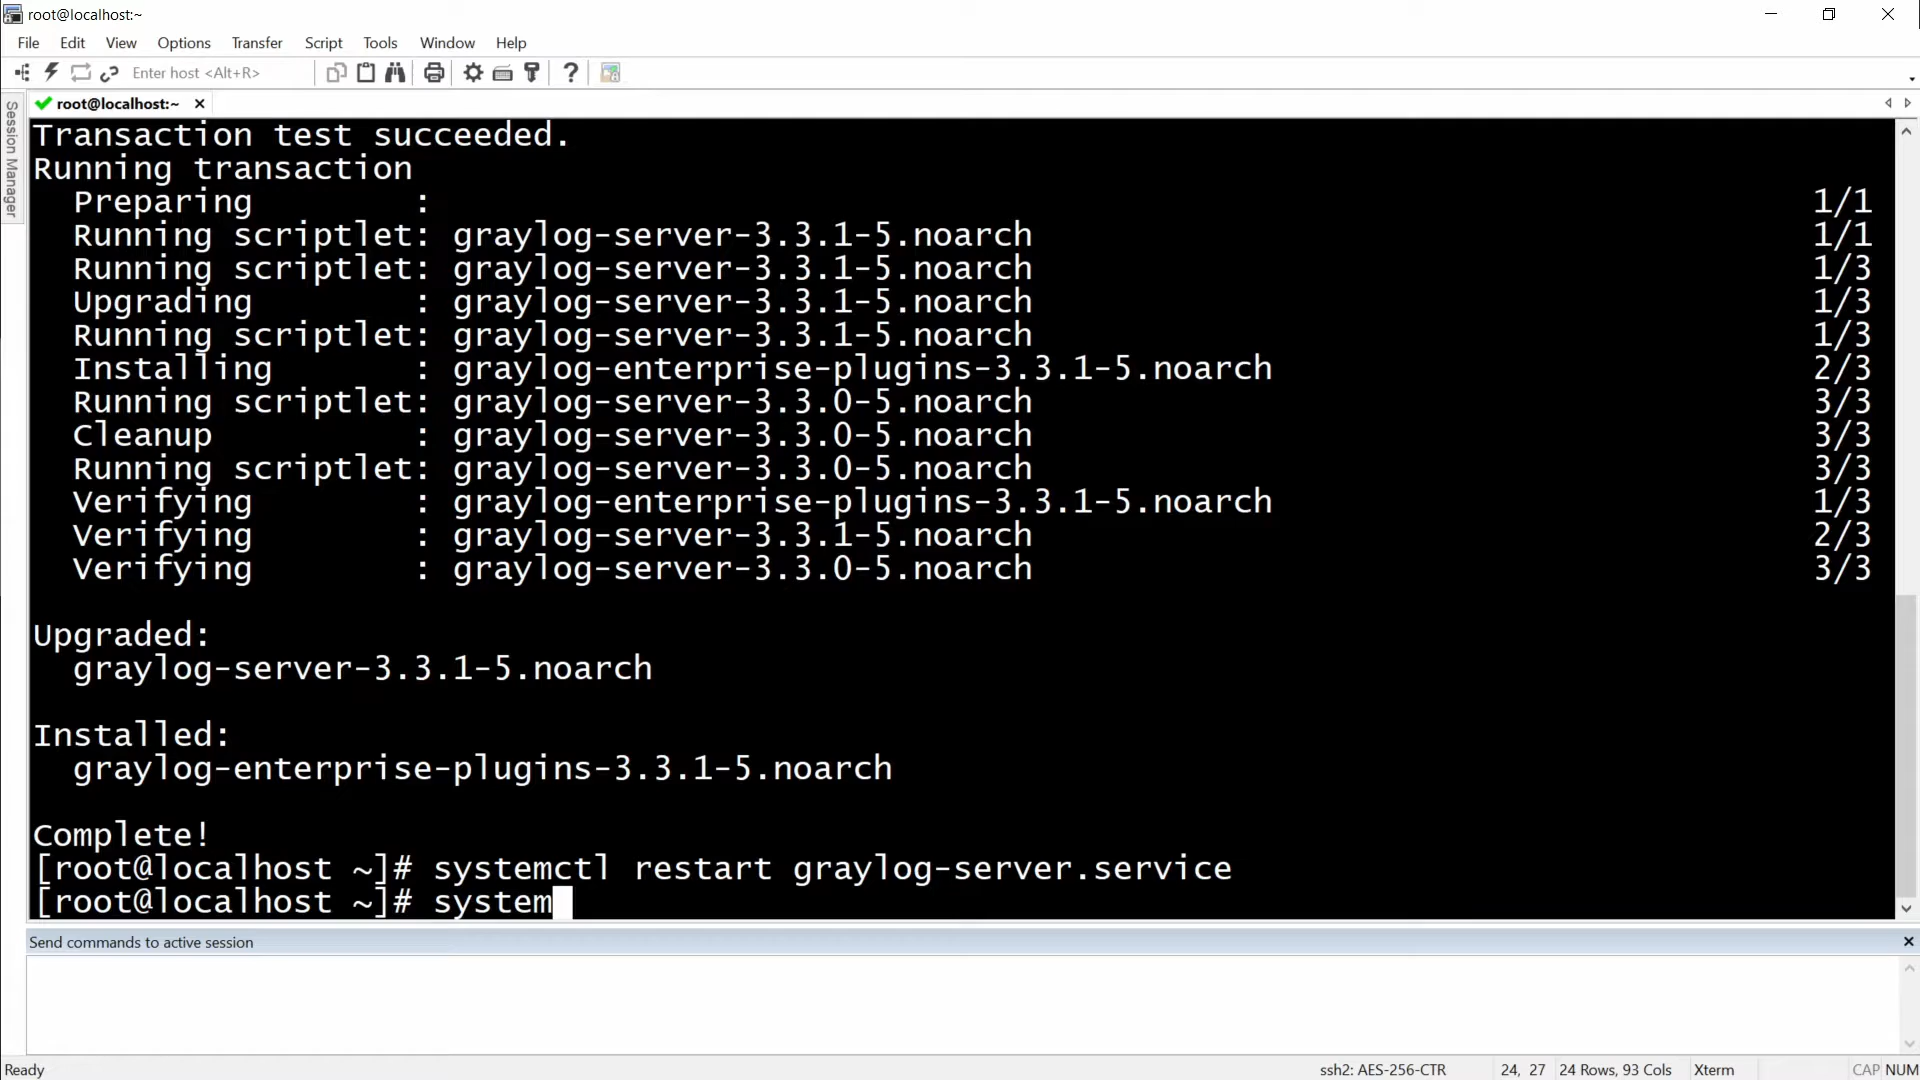 root@localhost:~
File Edit View Options Transfer Script Tools Window Help
Enter host <Alt+R>
Session Manager
root@localhost:~
Transaction test succeeded.
Running transaction
Preparing : 1/1
Running scriptlet: graylog-server-3.3.1-5.noarch 1/1
Running scriptlet: graylog-server-3.3.1-5.noarch 1/3
Upgrading : graylog-server-3.3.1-5.noarch 1/3
Running scriptlet: graylog-server-3.3.1-5.noarch 1/3
Installing : graylog-enterprise-plugins-3.3.1-5.noarch 2/3
Running scriptlet: graylog-server-3.3.0-5.noarch 3/3
Cleanup : graylog-server-3.3.0-5.noarch 3/3
Running scriptlet: graylog-server-3.3.0-5.noarch 3/3
Verifying : graylog-enterprise-plugins-3.3.1-5.noarch 1/3
Verifying : graylog-server-3.3.1-5.noarch 2/3
Verifying : graylog-server-3.3.0-5.noarch 3/3
Upgraded:
graylog-server-3.3.1-5.noarch
Installed:
graylog-enterprise-plugins-3.3.1-5.noarch
Complete!
[root@localhost ~]# systemctl restart graylog-server.service
[root@localhost ~]# system
Send commands to active session
Ready ssh2: AES-256-CTR 24, 27 24 Rows, 93 Cols Xterm CAP NUM